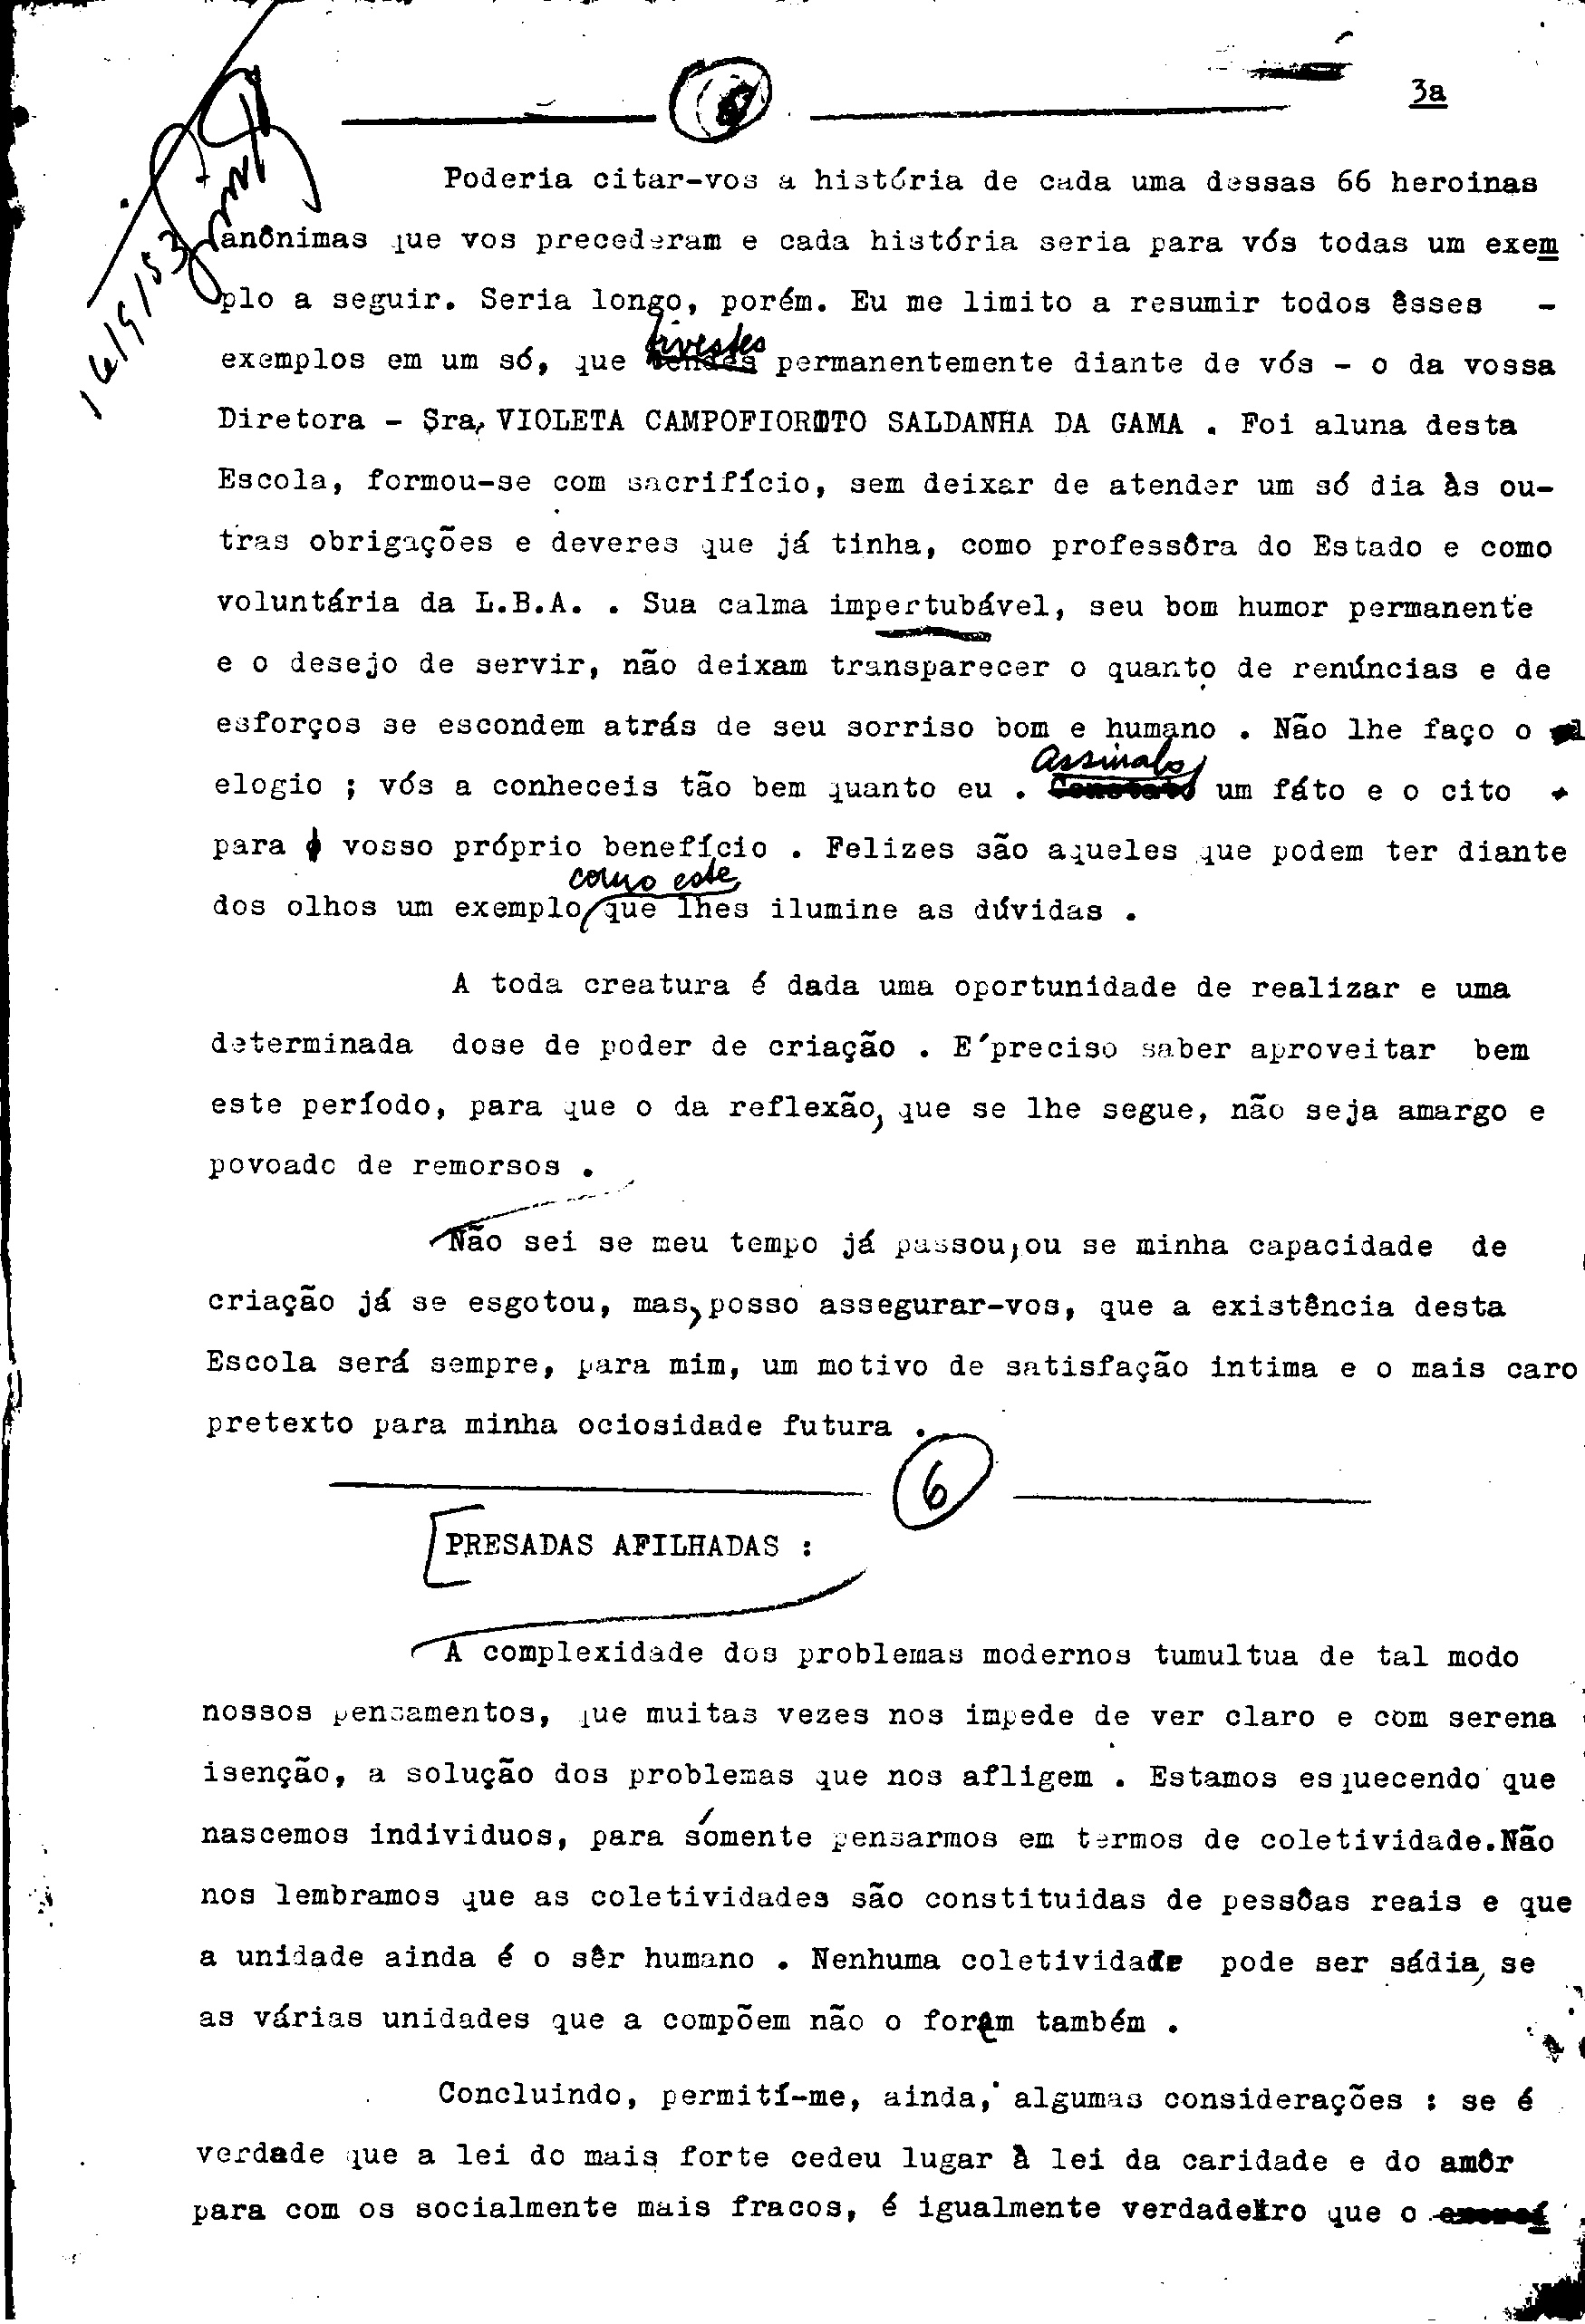 3a
16/9/53
Poderia citar-vos a história de cada uma dessas 66 heroinas
anônimas que vos precederam e cada história seria para vós todas um exem
plo a seguir. Seria longo, porém. Eu me limito a resumir todos êsses -
tivestes
exemplos em um só, que tendes permanentemente diante de vós - o da vossa
Diretora - Sra, VIOLETA CAMPOFIORITO SALDANHA DA GAMA . Foi aluna desta
Escola, formou-se com sacrifício, sem deixar de atender um só dia às ou-
tras obrigações e deveres que já tinha, como professôra do Estado e como
voluntária da L.B.A. . Sua calma impertubável, seu bom humor permanente
e o desejo de servir, não deixam transparecer o quanto de renúncias e de
esforços se escondem atrás de seu sorriso bom e humano . Não lhe faço o
Assinalo
elogio ; vós a conheceis tão bem quanto eu . Constato um fáto e o cito
para o vosso próprio benefício . Felizes são aqueles que podem ter diante
como este,
dos olhos um exemplo que lhes ilumine as dúvidas .
A toda creatura é dada uma oportunidade de realizar e uma
determinada dose de poder de criação . E'preciso saber aproveitar bem
este período, para que o da reflexão, que se lhe segue, não seja amargo e
povoado de remorsos .
Não sei se meu tempo já passou, ou se minha capacidade de
criação já se esgotou, mas, posso assegurar-vos, que a existência desta
Escola será sempre, para mim, um motivo de satisfação intima e o mais caro
pretexto para minha ociosidade futura .
6
PRESADAS AFILHADAS :
A complexidade dos problemas modernos tumultua de tal modo
nossos pensamentos, que muitas vezes nos impede de ver claro e com serena
isenção, a solução dos problemas que nos afligem . Estamos esquecendo que
nascemos individuos, para sómente pensarmos em termos de coletividade.Não
nos lembramos que as coletividades são constituidas de pessôas reais e que
a unidade ainda é o sêr humano . Nenhuma coletividade pode ser sádia, se
as várias unidades que a compõem não o forem também .
Concluindo, permití-me, ainda, algumas considerações : se é
verdade que a lei do mais forte cedeu lugar à lei da caridade e do amôr
para com os socialmente mais fracos, é igualmente verdadeiro que o